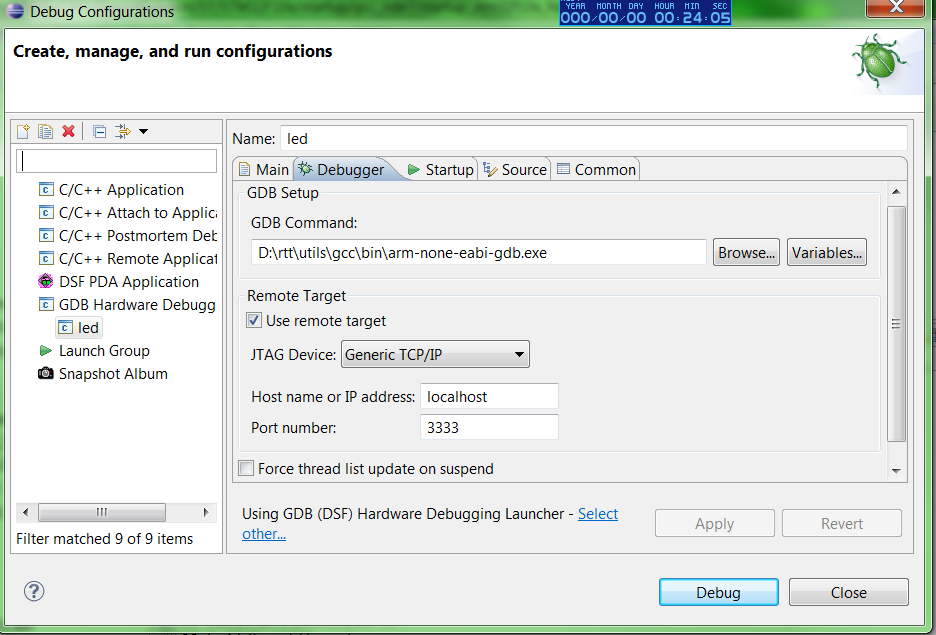 Debug Configurations
YEAR MONTH DAY HOUR MIN SEC
000/00/00 00:24:05
Create, manage, and run configurations
Name: led
Main Debugger Startup Source Common
C/C++ Application
C/C++ Attach to Applica
C/C++ Postmortem Deb
C/C++ Remote Applicat
DSF PDA Application
GDB Hardware Debugg
led
Launch Group
Snapshot Album
Filter matched 9 of 9 items
GDB Setup
GDB Command:
D:\rtt\utils\gcc\bin\arm-none-eabi-gdb.exe
Browse...
Variables...
Remote Target
Use remote target
JTAG Device: Generic TCP/IP
Host name or IP address: localhost
Port number: 3333
Force thread list update on suspend
Using GDB (DSF) Hardware Debugging Launcher - Select
other...
Apply
Revert
?
Debug
Close